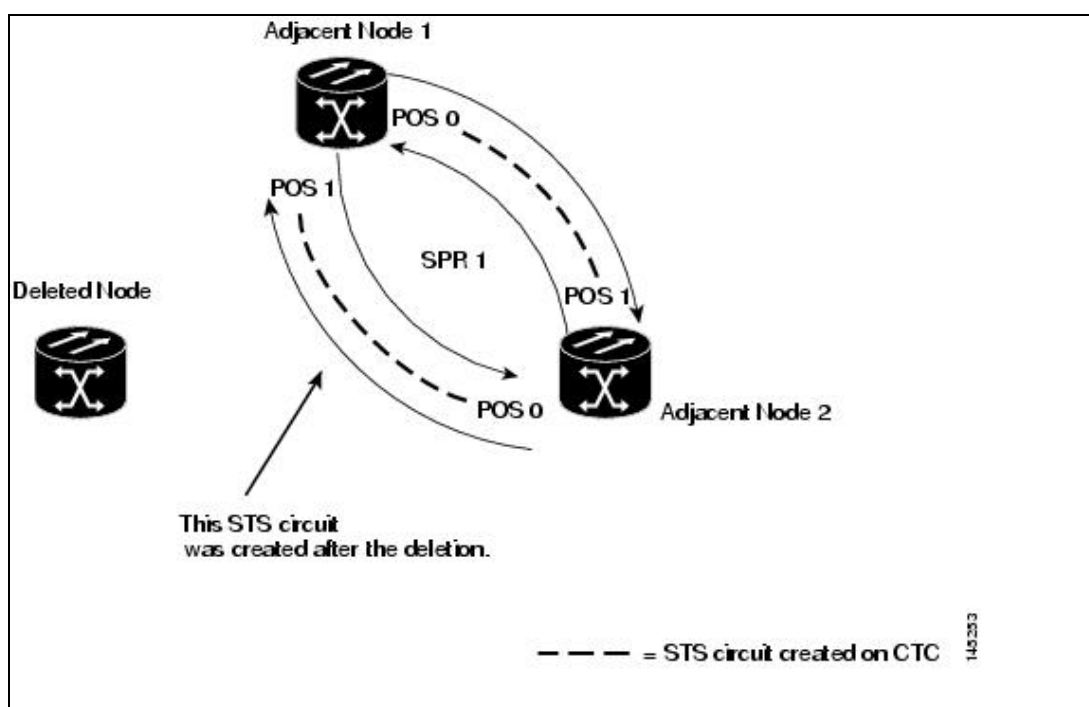 Adjacent Node 1
POS 0
POS 1
SPR 1
Deleted Node
POS 1
POS 0
Adjacent Node 2
This STS circuit
was created after the deletion.
= STS circuit created on CTC
145253